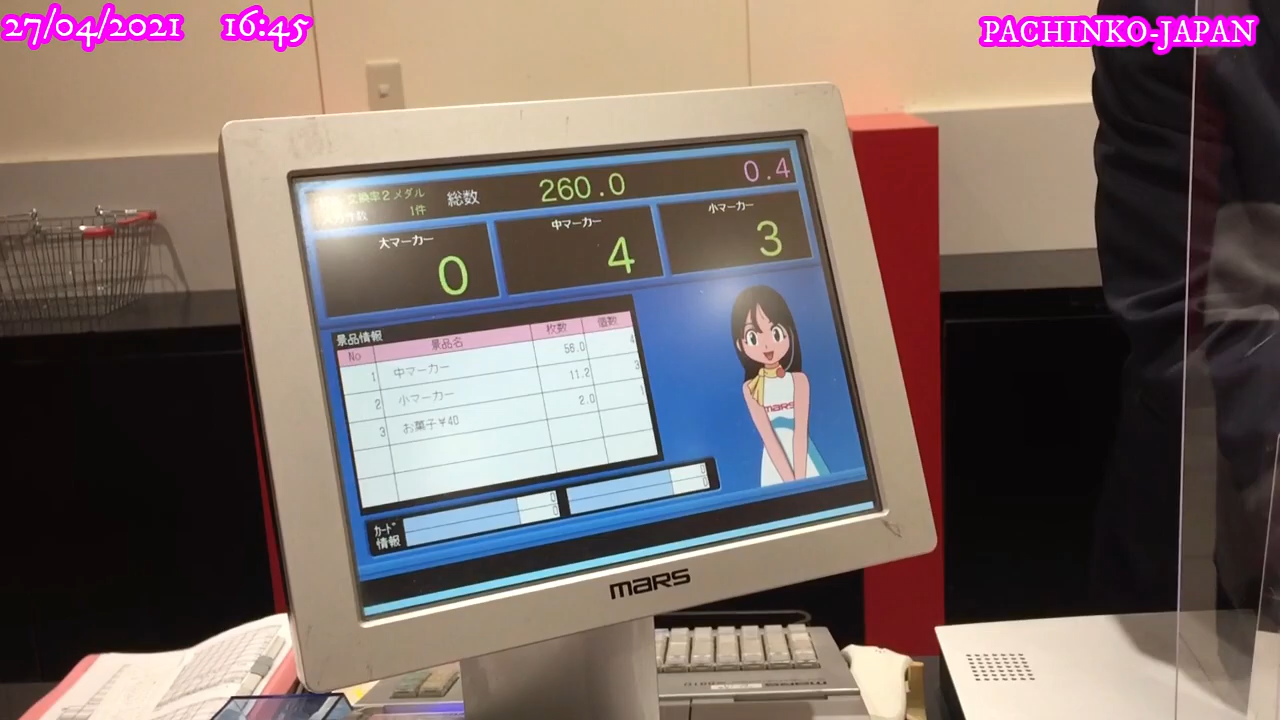 27/04/2021 16:45
PACHINKO-JAPAN
交換率2メダル 総数 260.0 0.4
1件
大マーカー 0
中マーカー 4
小マーカー 3
景品情報
No 景品名 枚数 個数
1 中マーカー 56.0 4
2 小マーカー 11.2 3
3 お菓子¥40 2.0 1
カード情報
0 0
0 0
mars
mars